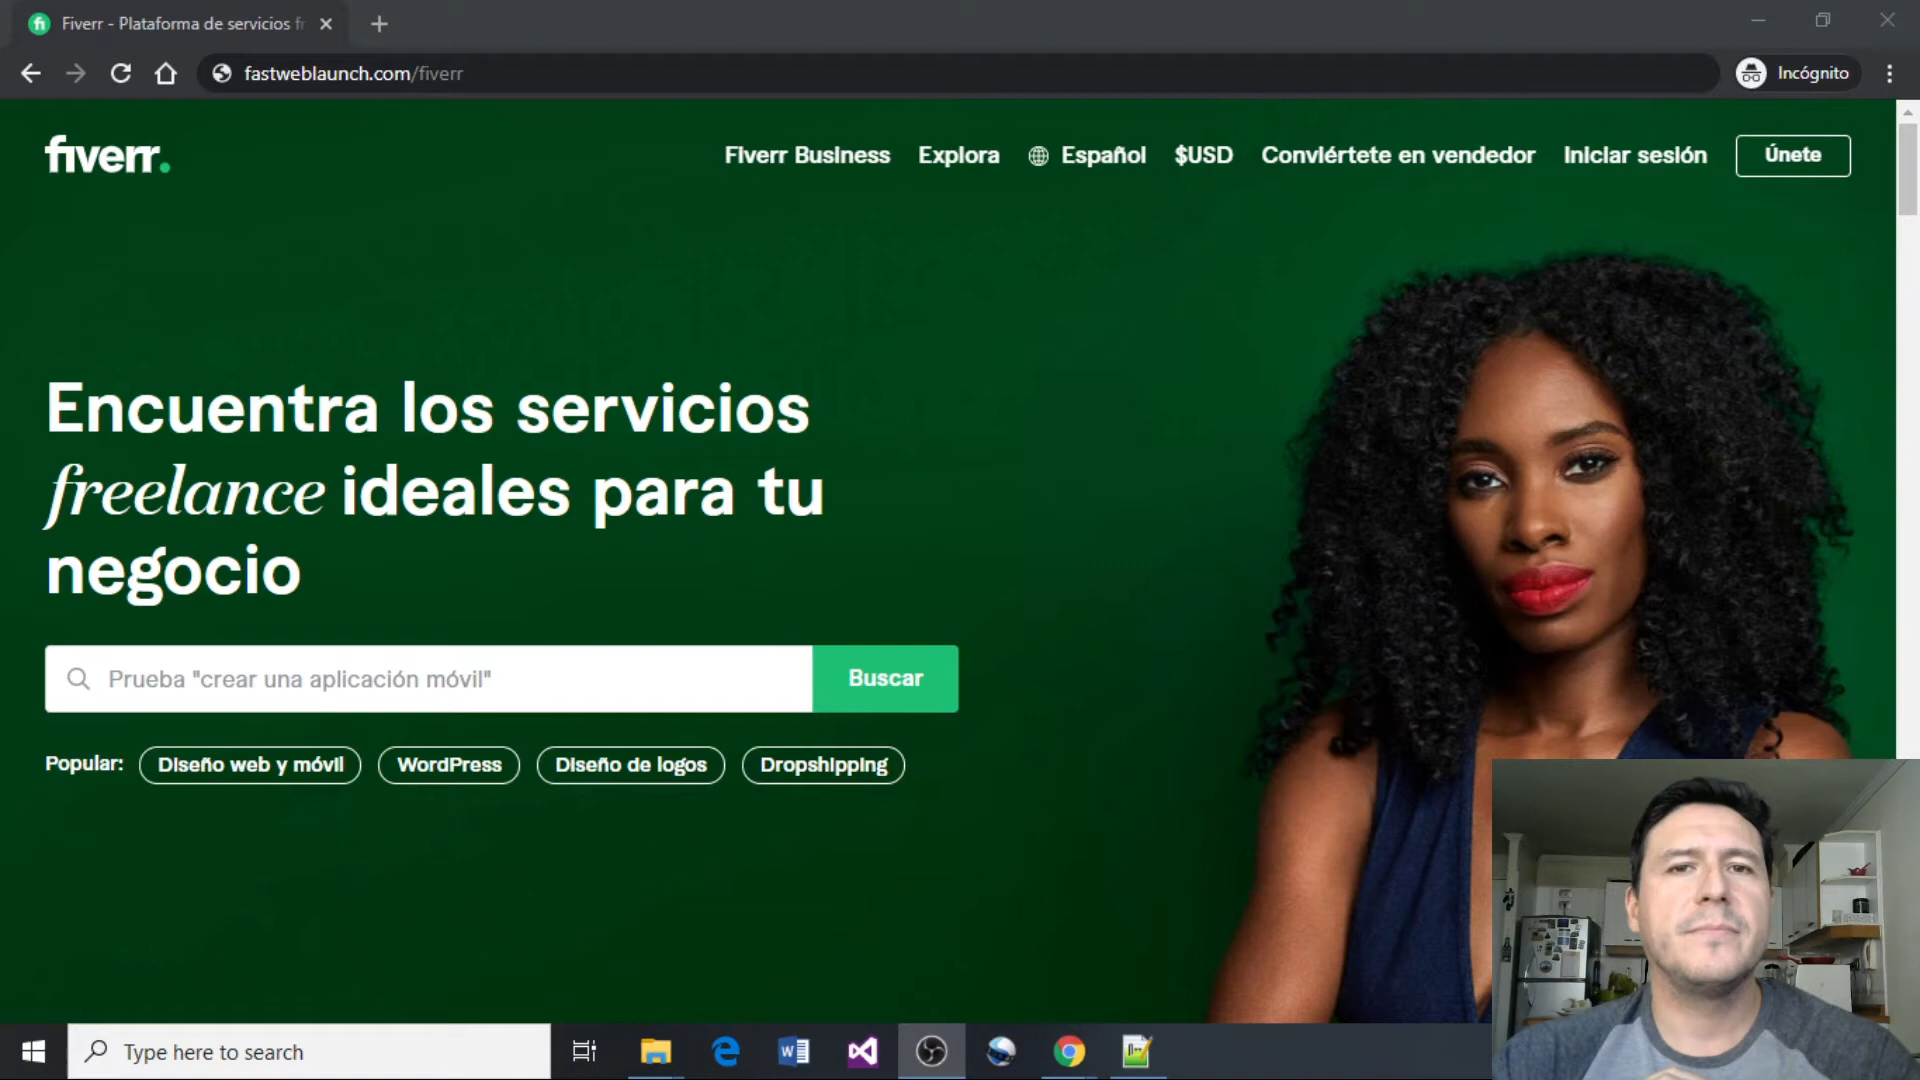 Fiverr - Plataforma de servicios fr
fastweblaunch.com/fiverr
Incógnito
fiverr.
Fiverr Business
Explora
Español
$USD
Conviértete en vendedor
Iniciar sesión
Únete
Encuentra los servicios
freelance ideales para tu
negocio
Prueba "crear una aplicación móvil"
Buscar
Popular:
Diseño web y móvil
WordPress
Diseño de logos
Dropshipping
Type here to search